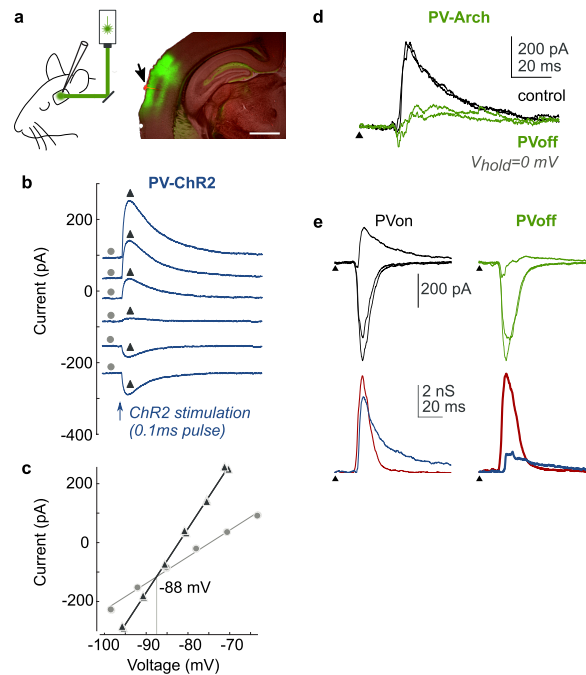 a
b
PV-ChR2
Current (pA)
200
0
-200
-400
ChR2 stimulation
(0.1ms pulse)
c
Current (pA)
200
0
-200
-88 mV
-100
-90
-80
-70
Voltage (mV)
d
PV-Arch
200 pA
20 ms
control
PVoff
Vhold=0 mV
e
PVon
PVoff
200 pA
2 nS
20 ms